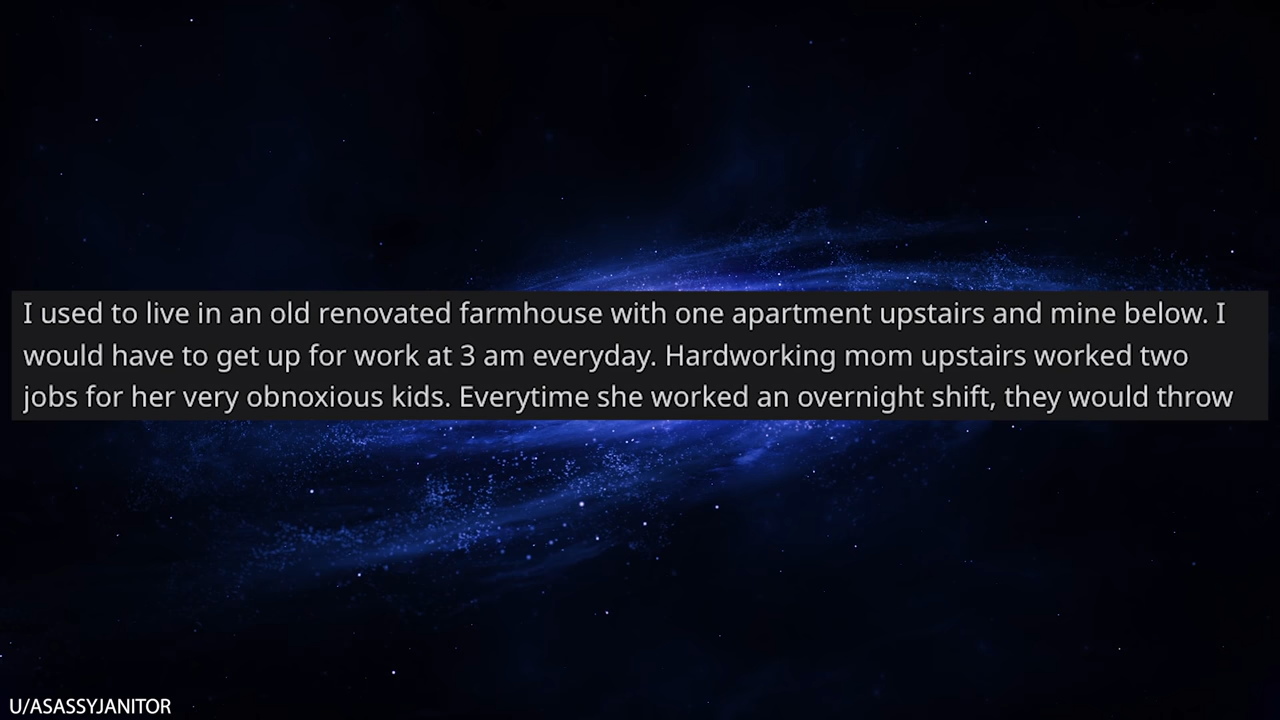 I used to live in an old renovated farmhouse with one apartment upstairs and mine below. I
would have to get up for work at 3 am everyday. Hardworking mom upstairs worked two
jobs for her very obnoxious kids. Everytime she worked an overnight shift, they would throw
U/ASASSYJANITOR